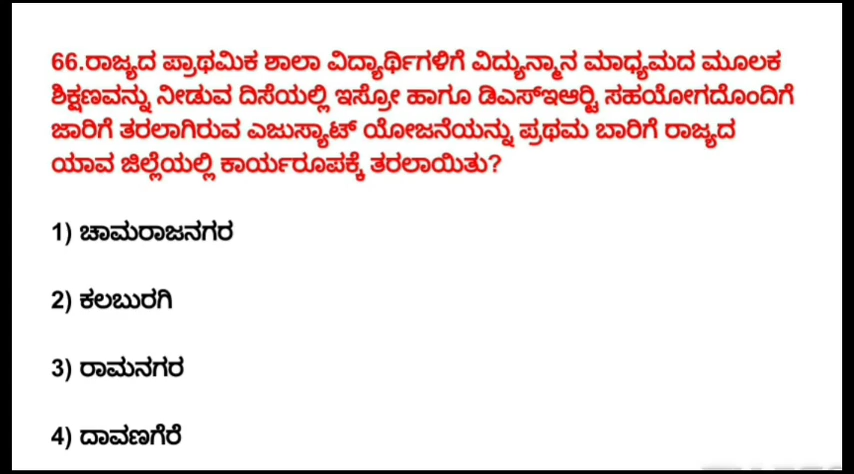 66.ರಾಜ್ಯದ ಪ್ರಾಥಮಿಕ ಶಾಲಾ ವಿದ್ಯಾರ್ಥಿಗಳಿಗೆ ವಿದ್ಯುನ್ಮಾನ ಮಾಧ್ಯಮದ ಮೂಲಕ
ಶಿಕ್ಷಣವನ್ನು ನೀಡುವ ದಿಸೆಯಲ್ಲಿ ಇಸ್ರೋ ಹಾಗೂ ಡಿಎಸ್ಇಆರ್‍ಟಿ ಸಹಯೋಗದೊಂದಿಗೆ
ಜಾರಿಗೆ ತರಲಾಗಿರುವ ಎಜುಸ್ಯಾಟ್ ಯೋಜನೆಯನ್ನು ಪ್ರಥಮ ಬಾರಿಗೆ ರಾಜ್ಯದ
ಯಾವ ಜಿಲ್ಲೆಯಲ್ಲಿ ಕಾರ್ಯರೂಪಕ್ಕೆ ತರಲಾಯಿತು?
1) ಚಾಮರಾಜನಗರ
2) ಕಲಬುರಗಿ
3) ರಾಮನಗರ
4) ದಾವಣಗೆರೆ